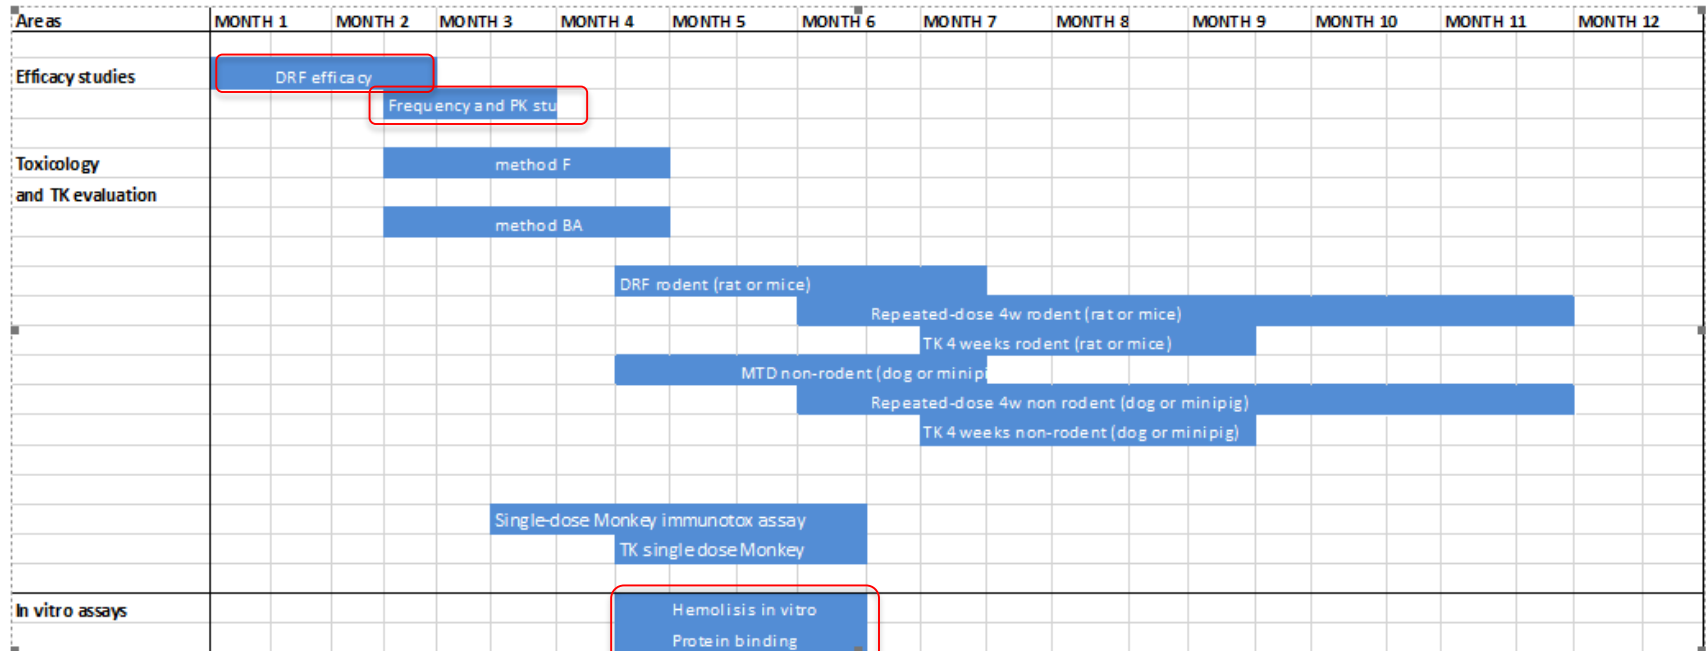 Areas MONTH 1 MONTH 2 MONTH 3 MONTH 4 MONTH 5 MONTH 6 MONTH 7 MONTH 8 MONTH 9 MONTH 10 MONTH 11 MONTH 12
Efficacy studies DRF efficacy
Frequency and PK stu
Toxicology method F
and TK evaluation
method BA
DRF rodent (rat or mice)
Repeated-dose 4w rodent (rat or mice)
TK 4 weeks rodent (rat or mice)
MTD non-rodent (dog or minipi
Repeated-dose 4w non rodent (dog or minipig)
TK 4 weeks non-rodent (dog or minipig)
Single-dose Monkey immunotox assay
TK single dose Monkey
In vitro assays Hemolisis in vitro
Protein binding